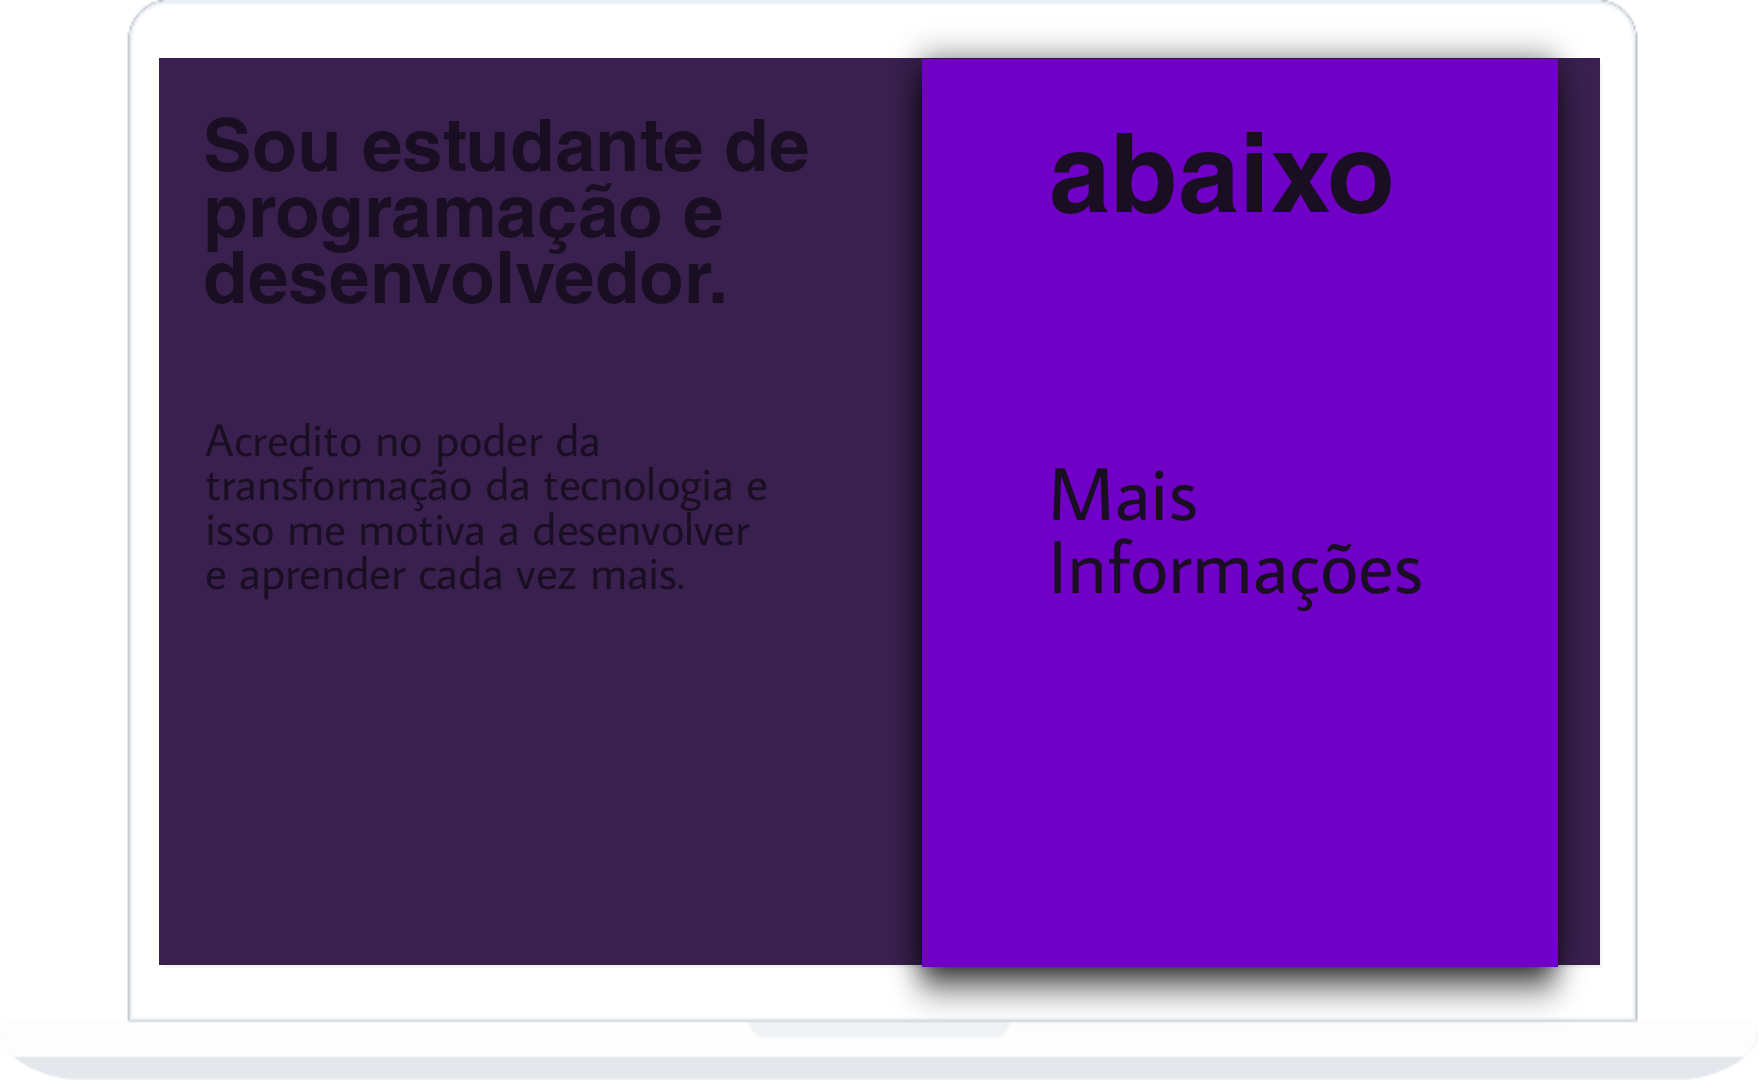 Sou estudante de
programação e
desenvolvedor.
Acredito no poder da
transformação da tecnologia e
isso me motiva a desenvolver
e aprender cada vez mais.
abaixo
Mais
Informações